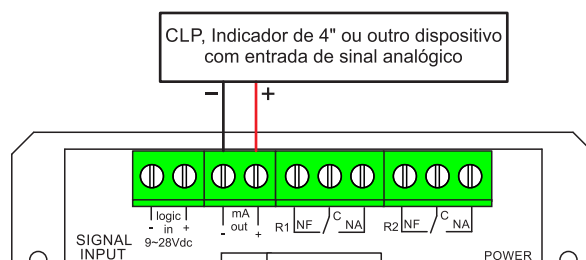 CLP, Indicador de 4" ou outro dispositivo
com entrada de sinal analógico
− +
logic mA
- in + out
9~28Vdc - +
R1 NF C NA R2 NF C NA
SIGNAL
INPUT
POWER